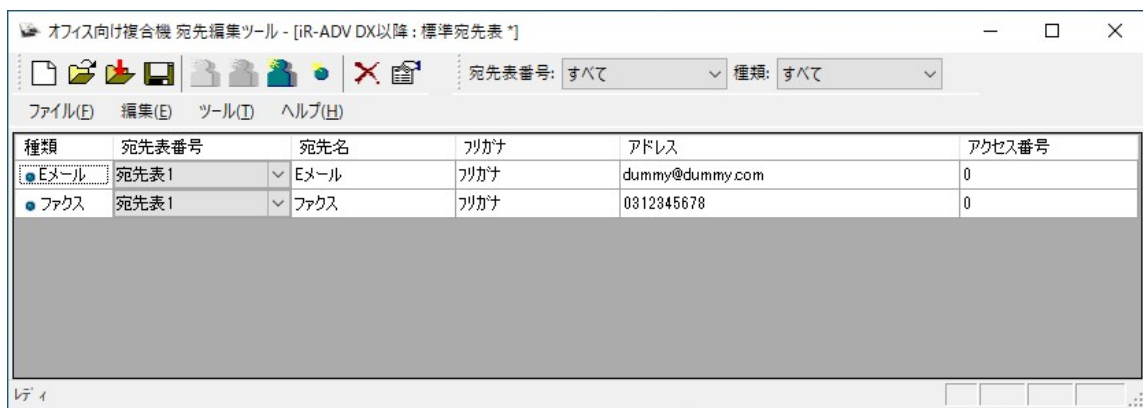 オフィス向け複合機 宛先編集ツール - [iR-ADV DX以降 : 標準宛先表 *]
宛先表番号: すべて 種類: すべて
ファイル(F) 編集(E) ツール(T) ヘルプ(H)
種類 宛先表番号 宛先名 フリガナ アドレス アクセス番号
Eメール 宛先表1 Eメール フリガナ dummy@dummy.com 0
ファクス 宛先表1 ファクス フリガナ 0312345678 0
レディ